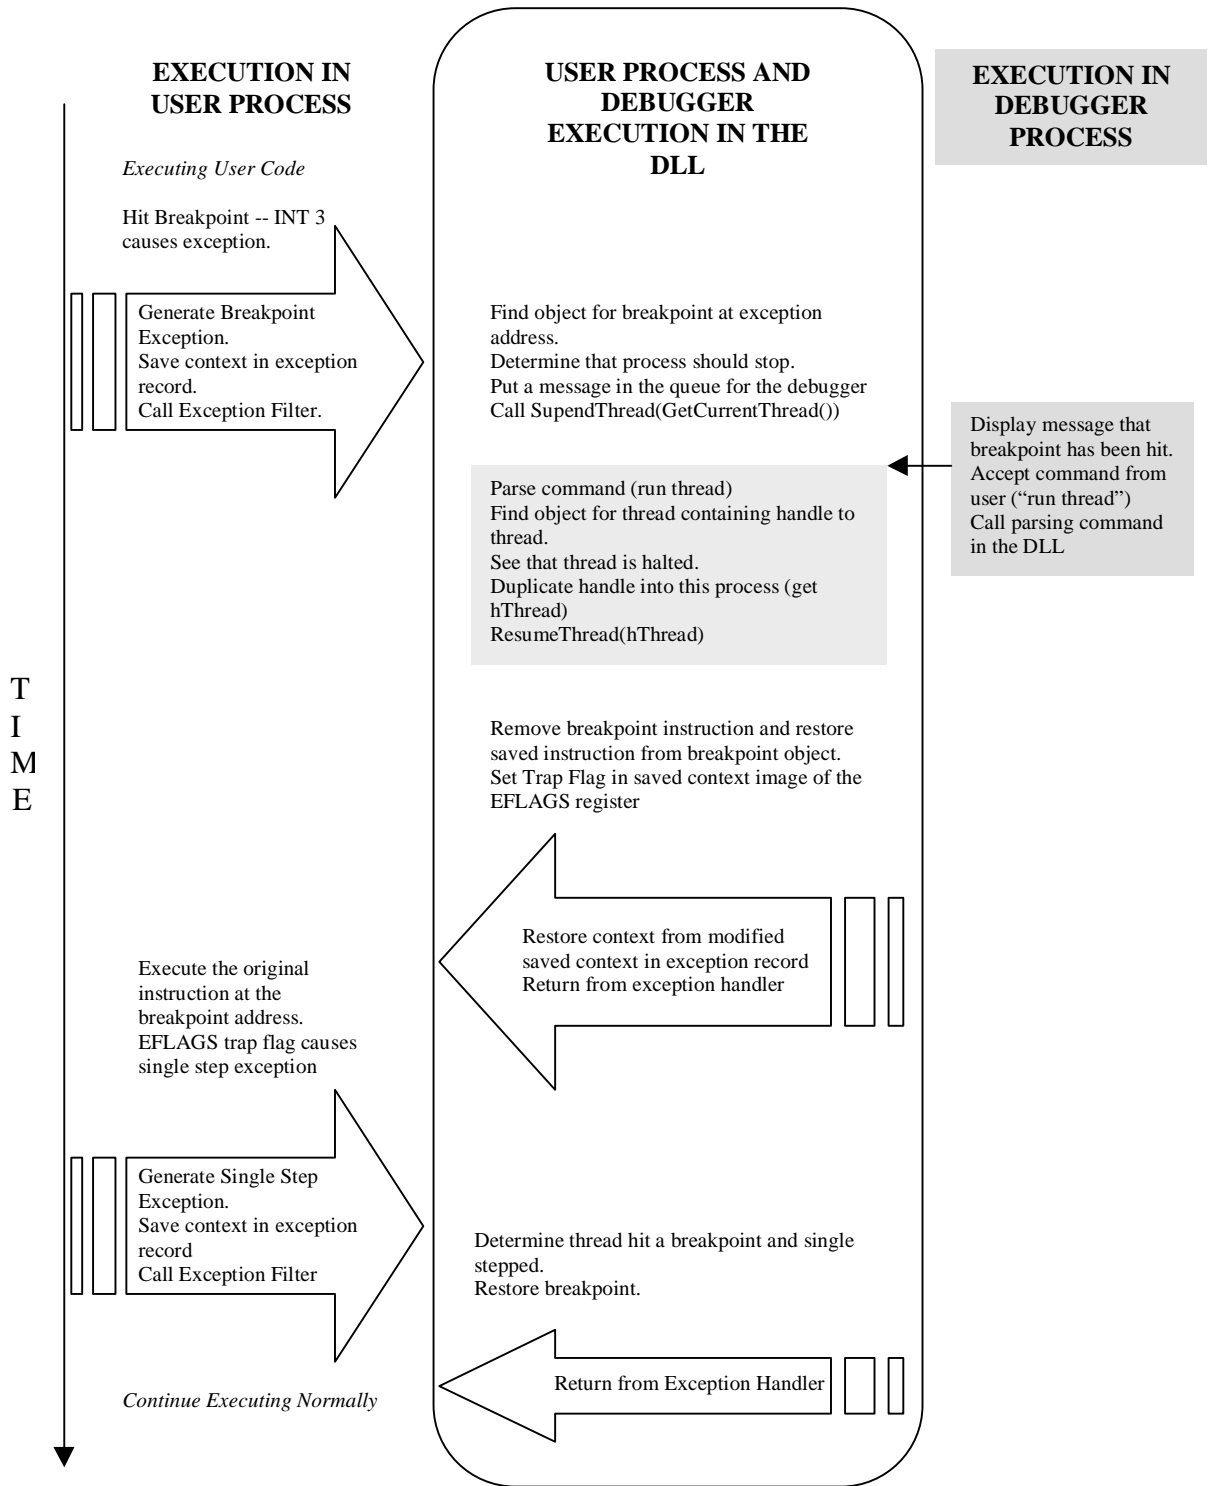 EXECUTION IN
USER PROCESS
Executing User Code
Hit Breakpoint -- INT 3
causes exception.
Generate Breakpoint
Exception.
Save context in exception
record.
Call Exception Filter.
USER PROCESS AND
DEBUGGER
EXECUTION IN THE
DLL
Find object for breakpoint at exception
address.
Determine that process should stop.
Put a message in the queue for the debugger
Call SupendThread(GetCurrentThread())
EXECUTION IN
DEBUGGER
PROCESS
Display message that
breakpoint has been hit.
Accept command from
user (“run thread”)
Call parsing command
in the DLL
Parse command (run thread)
Find object for thread containing handle to
thread.
See that thread is halted.
Duplicate handle into this process (get
hThread)
ResumeThread(hThread)
T
I
M
E
Remove breakpoint instruction and restore
saved instruction from breakpoint object.
Set Trap Flag in saved context image of the
EFLAGS register
Restore context from modified
saved context in exception record
Return from exception handler
Execute the original
instruction at the
breakpoint address.
EFLAGS trap flag causes
single step exception
Generate Single Step
Exception.
Save context in exception
record
Call Exception Filter
Determine thread hit a breakpoint and single
stepped.
Restore breakpoint.
Return from Exception Handler
Continue Executing Normally